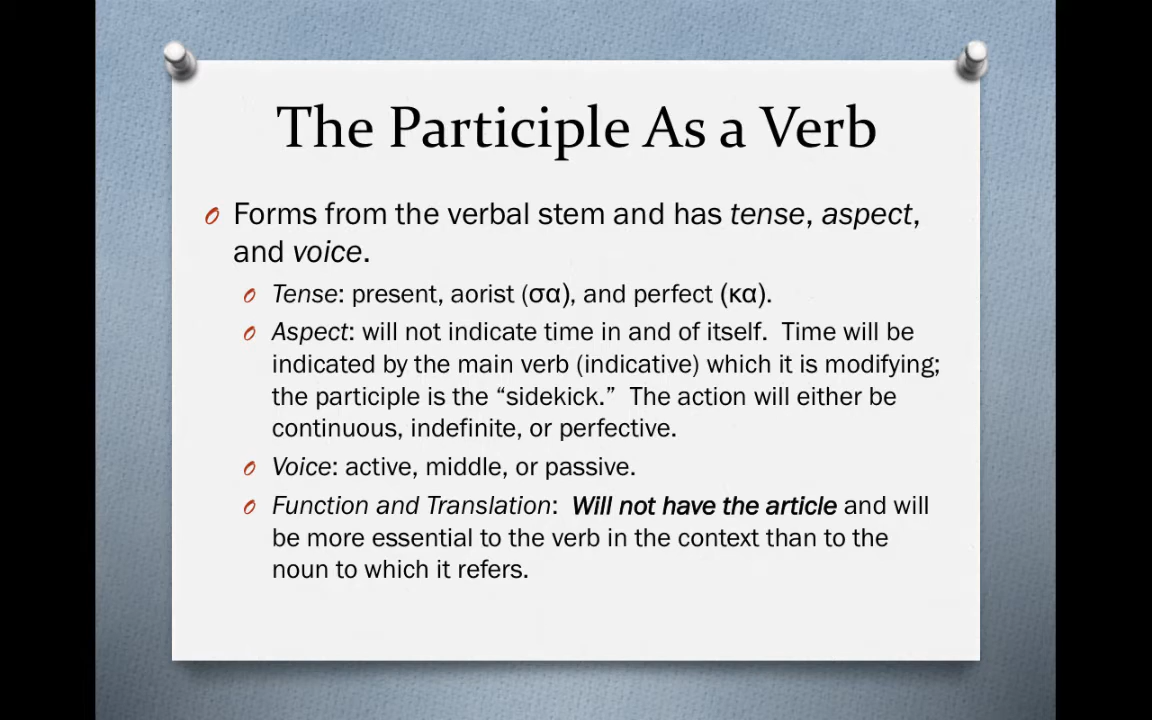 The Participle As a Verb
Forms from the verbal stem and has tense, aspect,
and voice.
Tense: present, aorist (σα), and perfect (κα).
Aspect: will not indicate time in and of itself.  Time will be
indicated by the main verb (indicative) which it is modifying;
the participle is the “sidekick.”  The action will either be
continuous, indefinite, or perfective.
Voice: active, middle, or passive.
Function and Translation:  Will not have the article and will
be more essential to the verb in the context than to the
noun to which it refers.